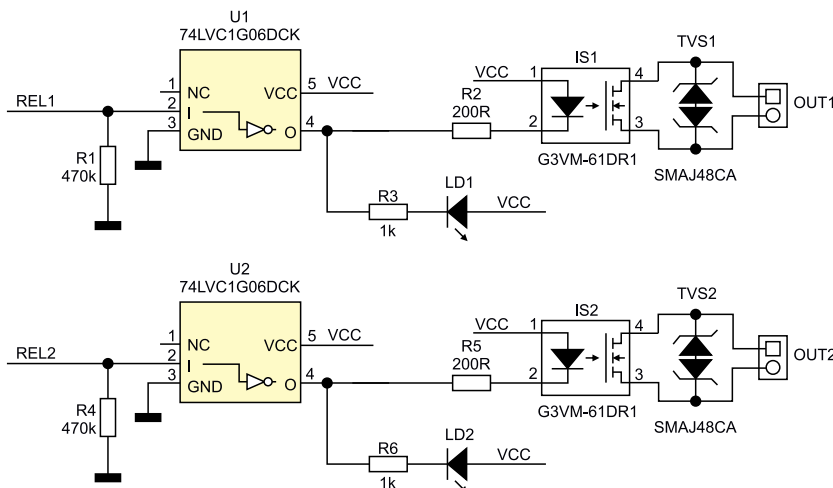 U1
74LVC1G06DCK
IS1
TVS1
1
NC
VCC
5
VCC
R2
200R
VCC
1
4
REL1
2
I
3
GND
O
4
2
3
OUT1
R1
470k
G3VM-61DR1
SMAJ48CA
R3
1k
LD1
VCC
U2
74LVC1G06DCK
IS2
TVS2
1
NC
VCC
5
VCC
R5
200R
VCC
1
4
REL2
2
I
3
GND
O
4
2
3
OUT2
R4
470k
G3VM-61DR1
SMAJ48CA
R6
1k
LD2
VCC